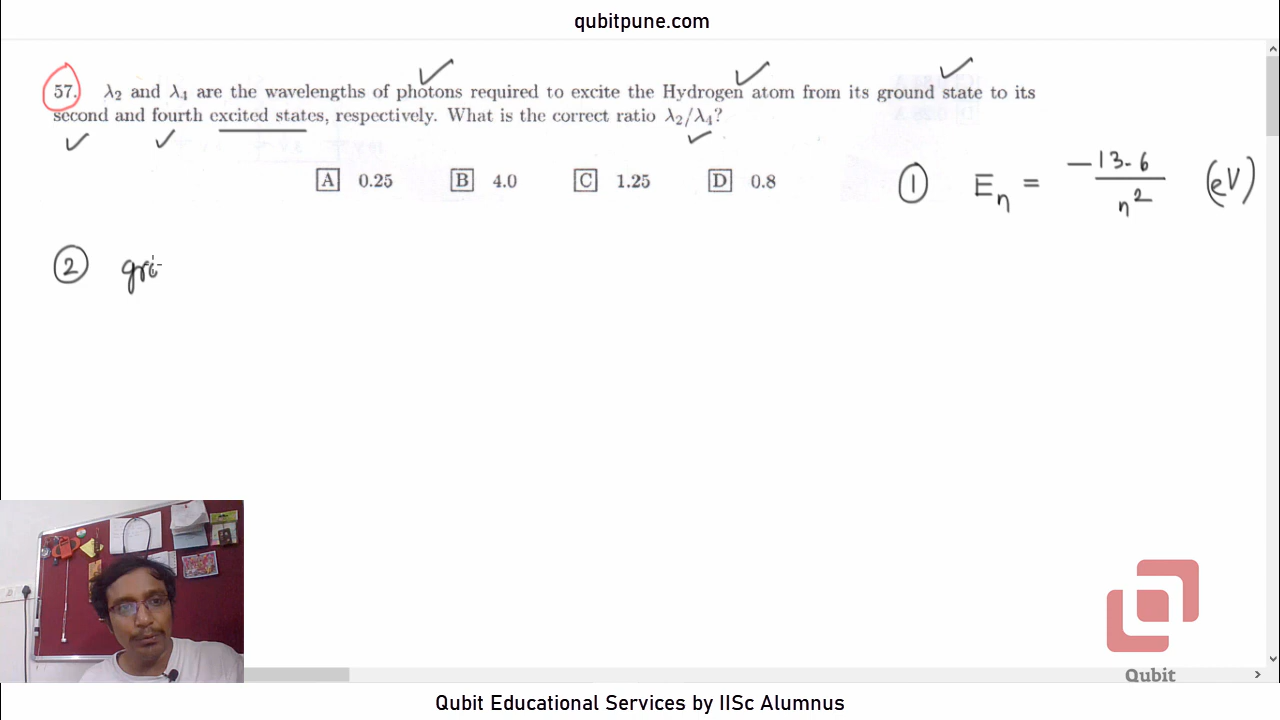 qubitpune.com
57. λ₂ and λ₄ are the wavelengths of photons required to excite the Hydrogen atom from its ground state to its
second and fourth excited states, respectively. What is the correct ratio λ₂/λ₄?
A 0.25 B 4.0 C 1.25 D 0.8
① Eₙ = −13.6 / n² (eV)
②
Qubit
Qubit Educational Services by IISc Alumnus